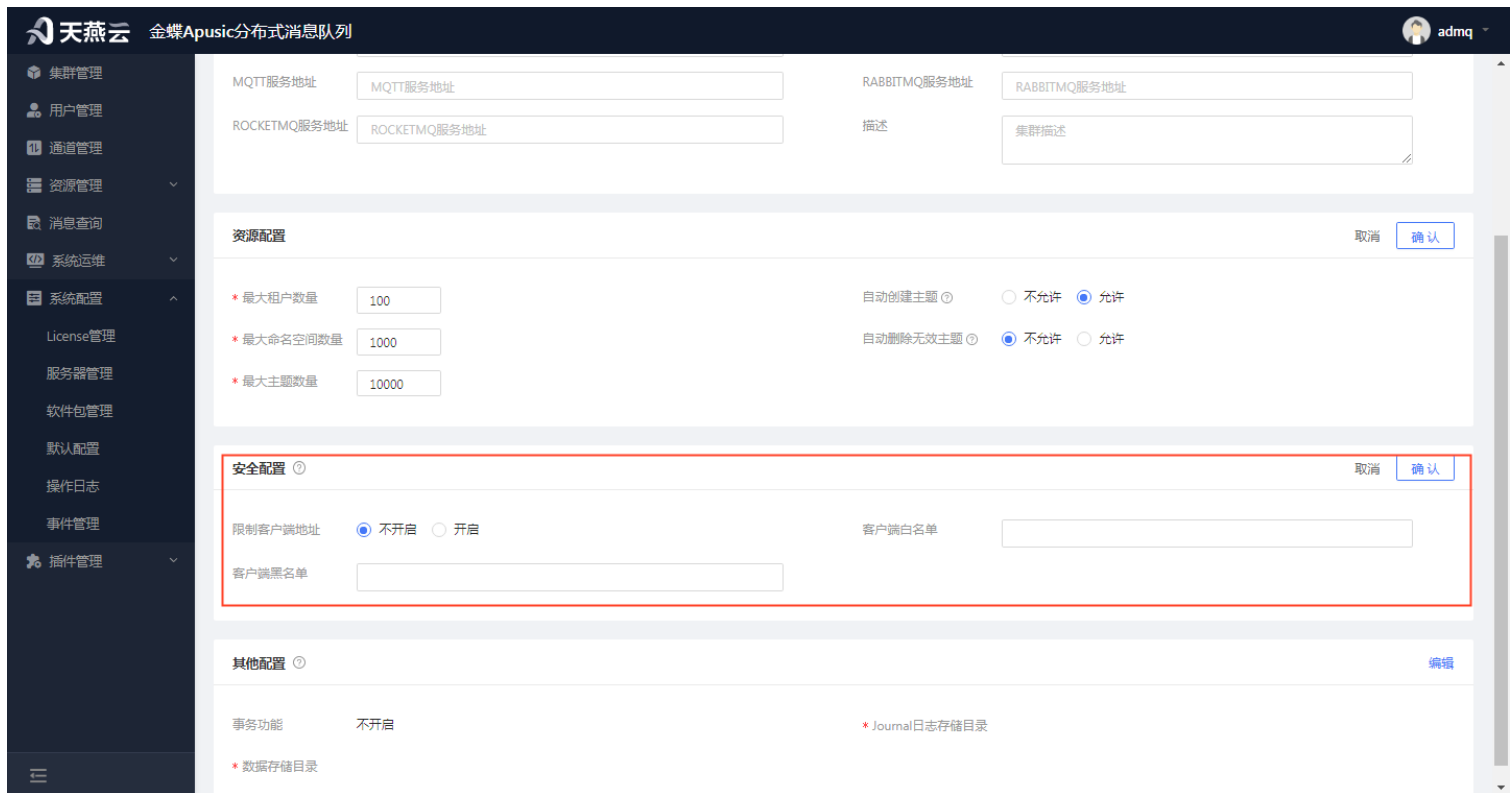 天燕云 金蝶Apusic分布式消息队列 admq
集群管理
用户管理
通道管理
资源管理
消息查询
系统运维
系统配置
License管理
服务器管理
软件包管理
默认配置
操作日志
事件管理
插件管理
MQTT服务地址 MQTT服务地址 RABBITMQ服务地址 RABBITMQ服务地址
ROCKETMQ服务地址 ROCKETMQ服务地址 描述 集群描述
资源配置 取消 确认
* 最大租户数量 100 自动创建主题 不允许 允许
* 最大命名空间数量 1000 自动删除无效主题 不允许 允许
* 最大主题数量 10000
安全配置 取消 确认
限制客户端地址 不开启 开启 客户端白名单
客户端黑名单
其他配置 编辑
事务功能 不开启 * Journal日志存储目录
* 数据存储目录